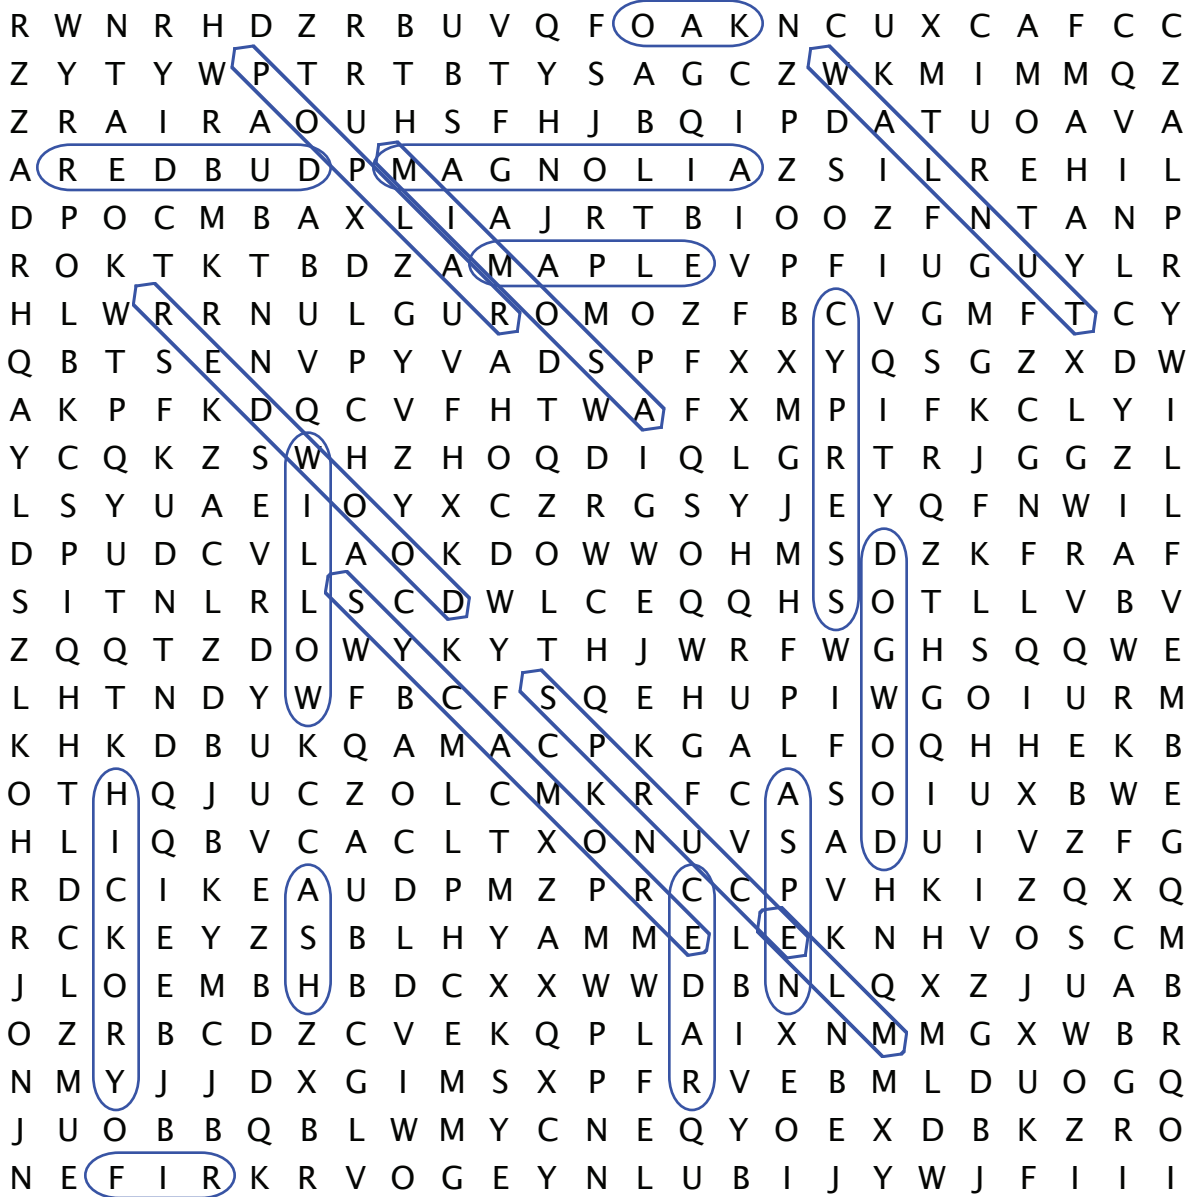 R W N R H D Z R B U V Q F O A K N C U X C A F C C
Z Y T Y W P T R T B T Y S A G C Z W K M I M M Q Z
Z R A I R A O U H S F H J B Q I P D A T U O A V A
A R E D B U D P M A G N O L I A Z S I L R E H I L
D P O C M B A X L I A J R T B I O O Z F N T A N P
R O K T K T B D Z A M A P L E V P F I U G U Y L R
H L W R R N U L G U R O M O Z F B C V G M F T C Y
Q B T S E N V P Y V A D S P F X X Y Q S G Z X D W
A K P F K D Q C V F H T W A F X M P I F K C L Y I
Y C Q K Z S W H Z H O Q D I Q L G R T R J G G Z L
L S Y U A E I O Y X C Z R G S Y J E Y Q F N W I L
D P U D C V L A O K D O W W O H M S D Z K F R A F
S I T N L R L S C D W L C E Q Q H S O T L L V B V
Z Q Q T Z D O W Y K Y T H J W R F W G H S Q Q W E
L H T N D Y W F B C F S Q E H U P I W G O I U R M
K H K D B U K Q A M A C P K G A L F O Q H H E K B
O T H Q J U C Z O L C M K R F C A S O I U X B W E
H L I Q B V C A C L T X O N U V S A D U I V Z F G
R D C I K E A U D P M Z P R C C P V H K I Z Q X Q
R C K E Y Z S B L H Y A M M E L E K N H V O S C M
J L O E M B H B D C X X W W D B N L Q X Z J U A B
O Z R B C D Z C V E K Q P L A I X N M M G X W B R
N M Y J J D X G I M S X P F R V E B M L D U O G Q
J U O B B Q B L W M Y C N E Q Y O E X D B K Z R O
N E F I R K R V O G E Y N L U B I J Y W J F I I I